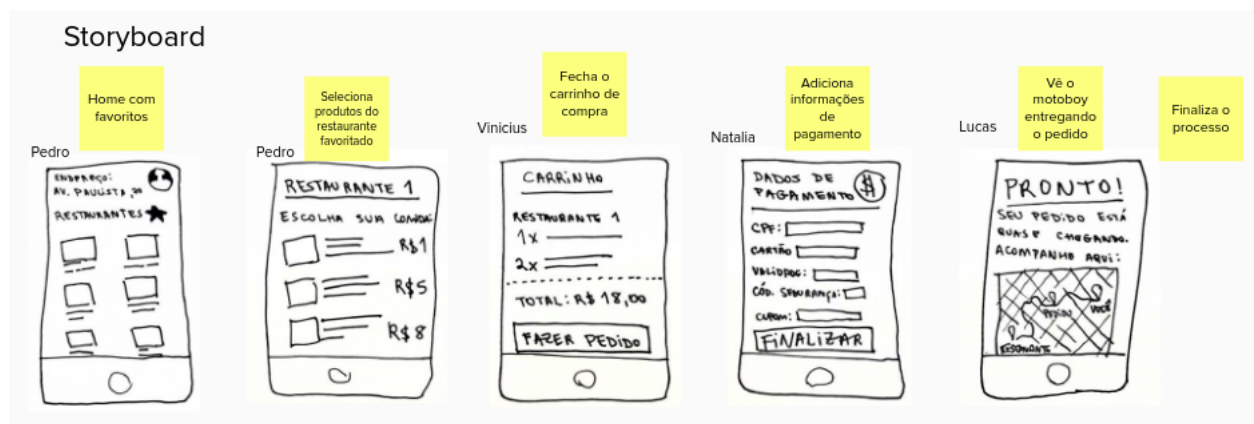 Storyboard
Home com
favoritos
Pedro
ENDEREÇO:
AV. PAULISTA, 20
RESTAURANTES
Seleciona
produtos do
restaurante
favoritado
Pedro
RESTAURANTE 1
ESCOLHA SUA COMIDA:
R$1
R$5
R$8
Fecha o
carrinho de
compra
Vinicius
CARRINHO
RESTAURANTE 1
1x
2x
TOTAL: R$ 18,00
FAZER PEDIDO
Adiciona
informações
de
pagamento
Natalia
DADOS DE
PAGAMENTO $
CPF:
CARTÃO
CÓD. SEGURANÇA:
CUPOM:
FINALIZAR
Vê o
motoboy
entregando
o pedido
Lucas
PRONTO!
SEU PEDIDO ESTÁ
QUASE CHEGANDO.
ACOMPANHE AQUI:
PEDIDO
VOCÊ
RESTAURANTE
Finaliza o
processo